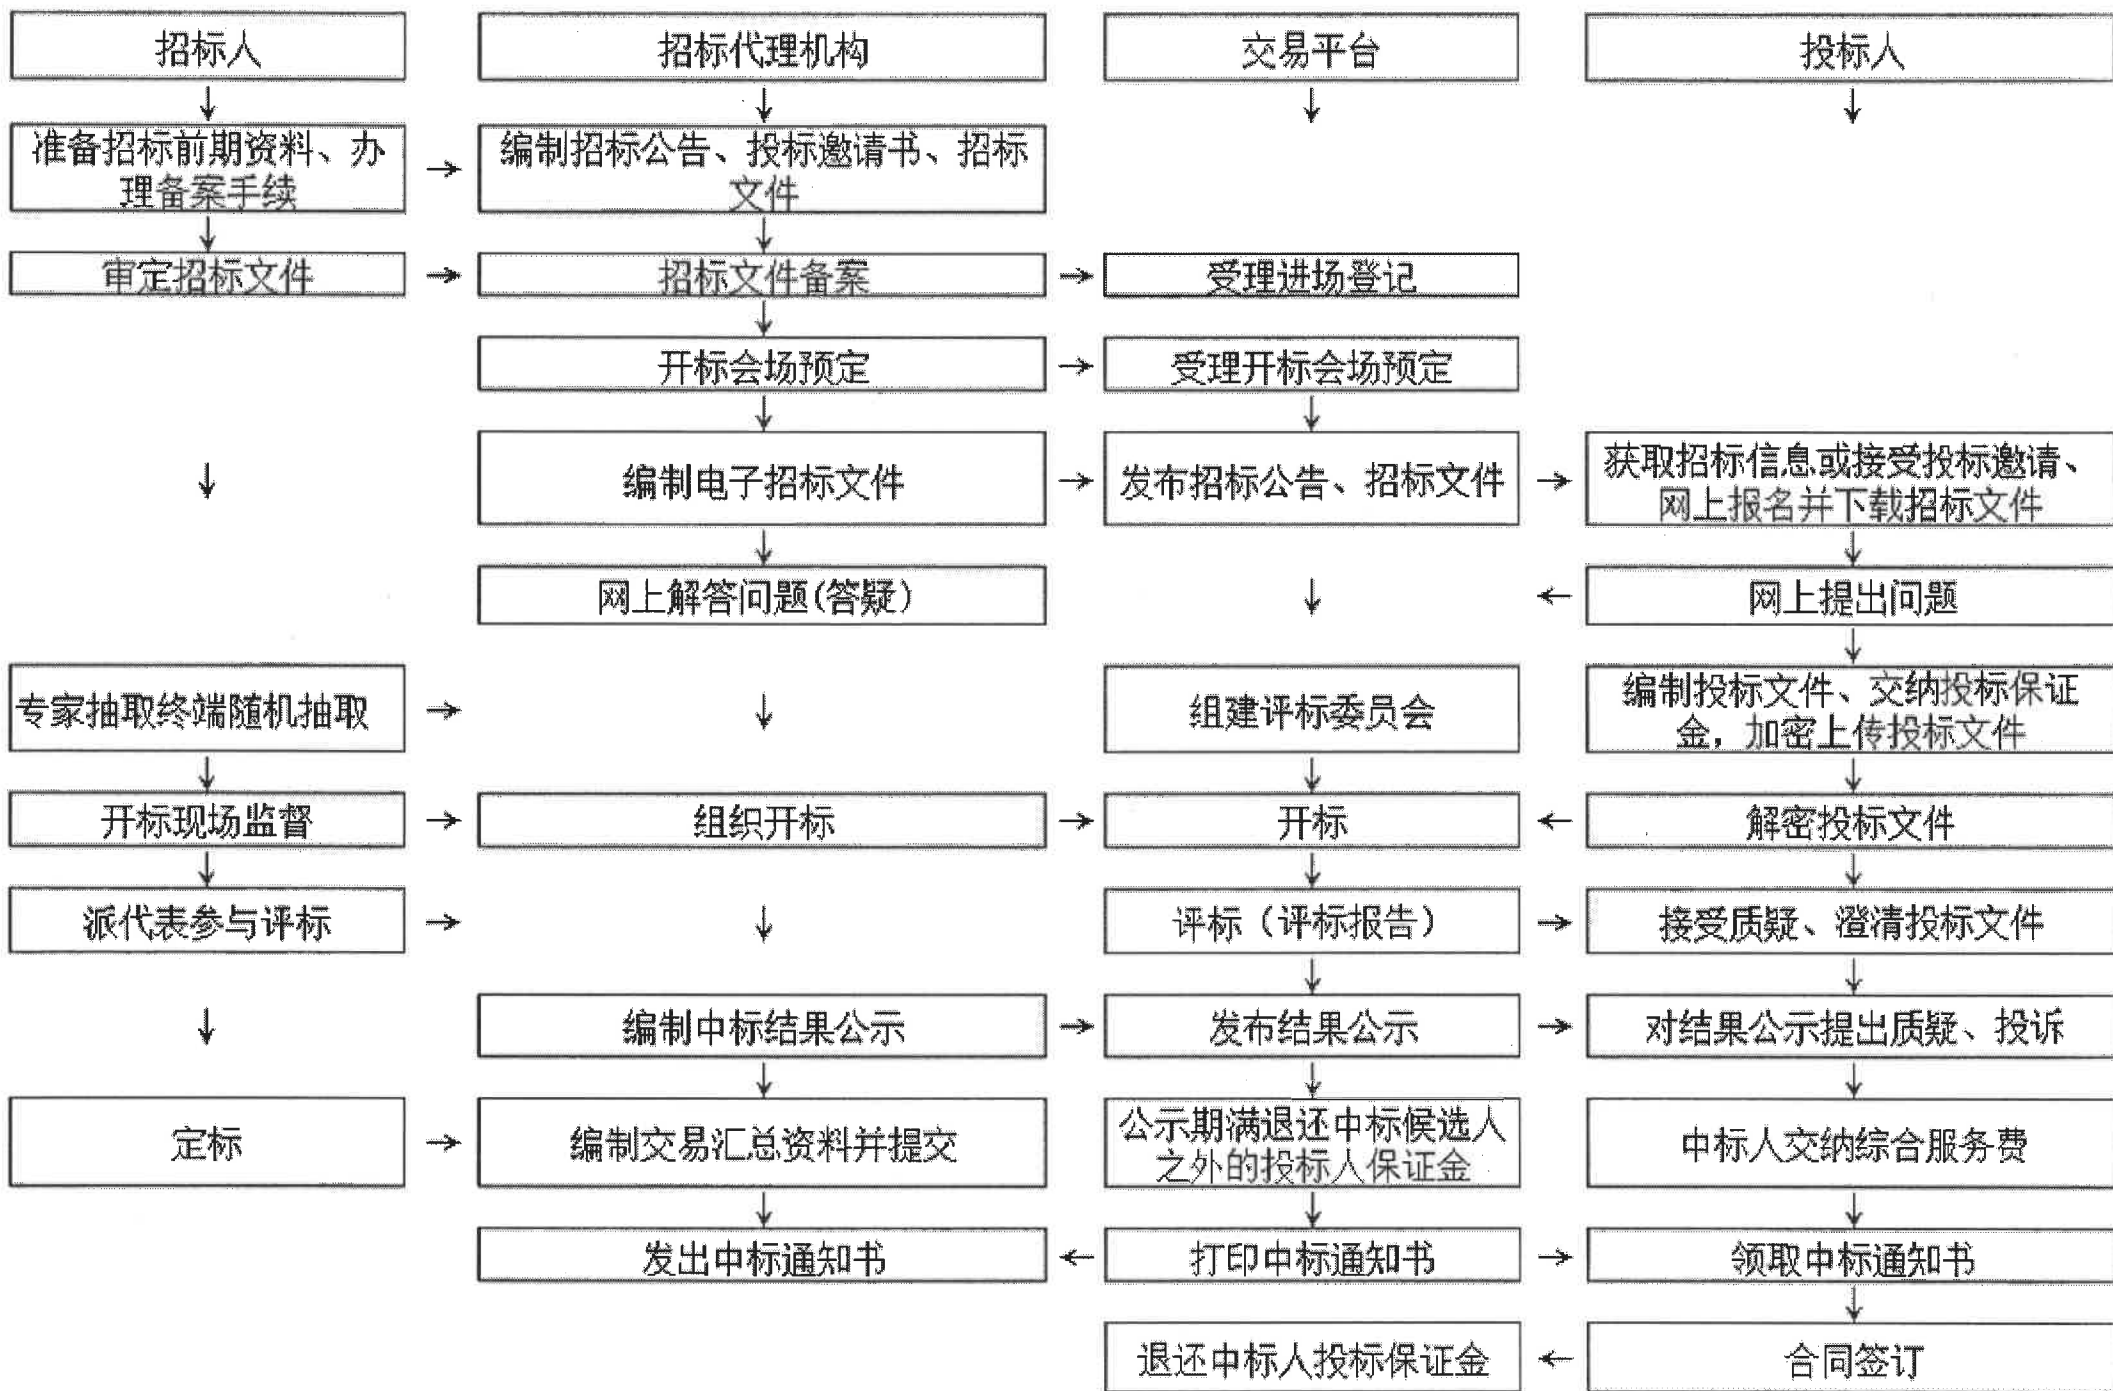 招标人
招标代理机构
交易平台
投标人
准备招标前期资料、办
理备案手续
编制招标公告、投标邀请书、招标
文件
审定招标文件
招标文件备案
受理进场登记
开标会场预定
受理开标会场预定
编制电子招标文件
发布招标公告、招标文件
获取招标信息或接受投标邀请、
网上报名并下载招标文件
网上解答问题(答疑)
网上提出问题
专家抽取终端随机抽取
组建评标委员会
编制投标文件、交纳投标保证
金，加密上传投标文件
开标现场监督
组织开标
开标
解密投标文件
派代表参与评标
评标（评标报告）
接受质疑、澄清投标文件
编制中标结果公示
发布结果公示
对结果公示提出质疑、投诉
定标
编制交易汇总资料并提交
公示期满退还中标候选人
之外的投标人保证金
中标人交纳综合服务费
发出中标通知书
打印中标通知书
领取中标通知书
退还中标人投标保证金
合同签订